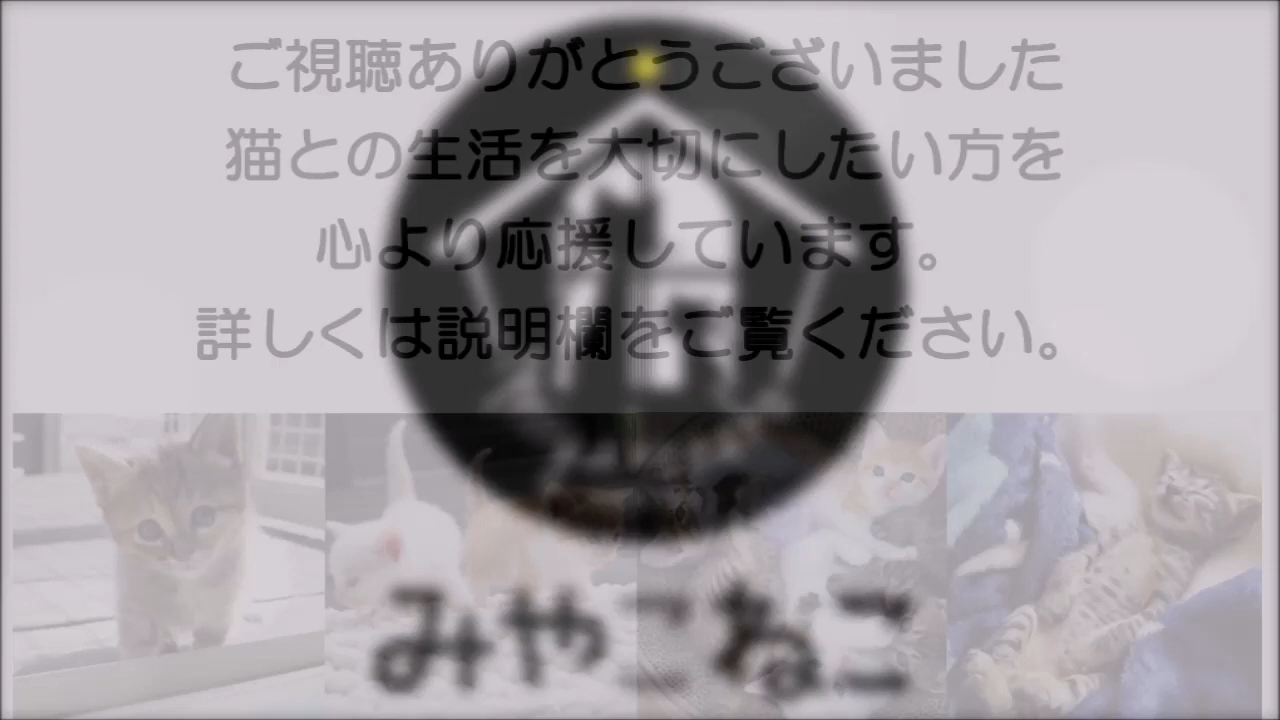 ご視聴ありがとうございました
猫との生活を大切にしたい方を
心より応援しています。
詳しくは説明欄をご覧ください。
みやこねこ